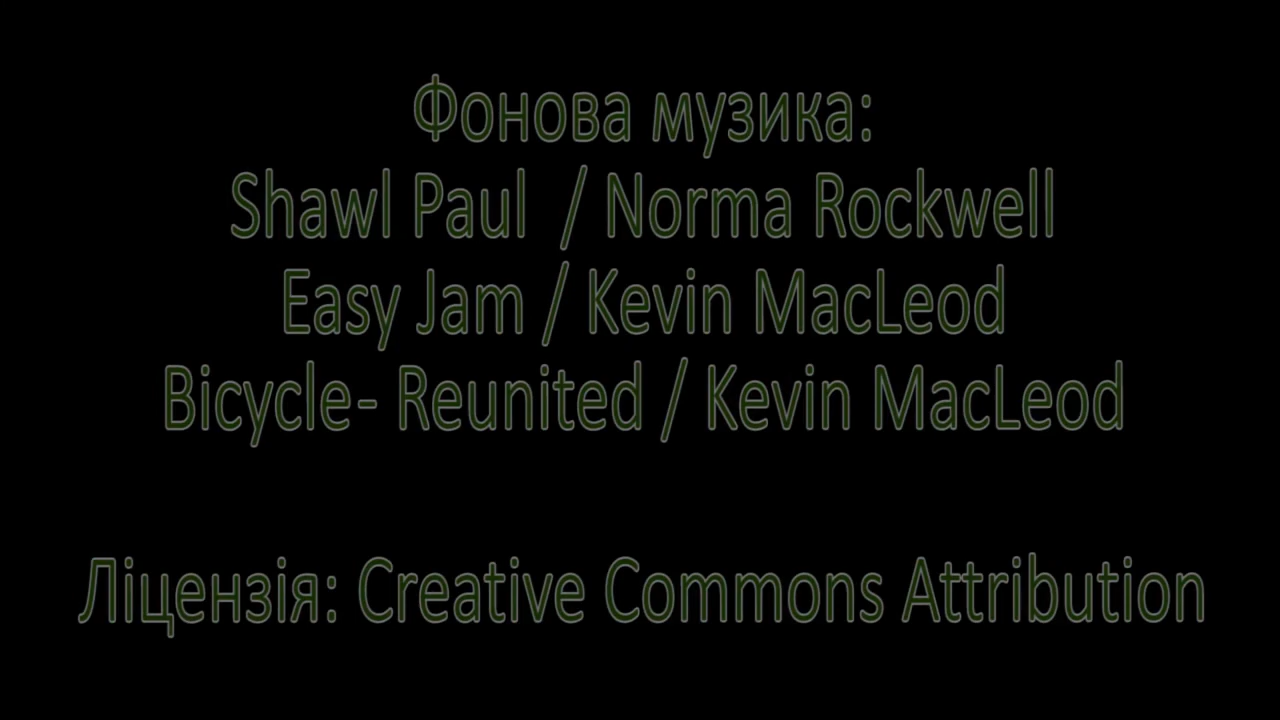 Фонова музика:
Shawl Paul / Norma Rockwell
Easy Jam / Kevin MacLeod
Bicycle- Reunited / Kevin MacLeod
Ліцензія: Creative Commons Attribution